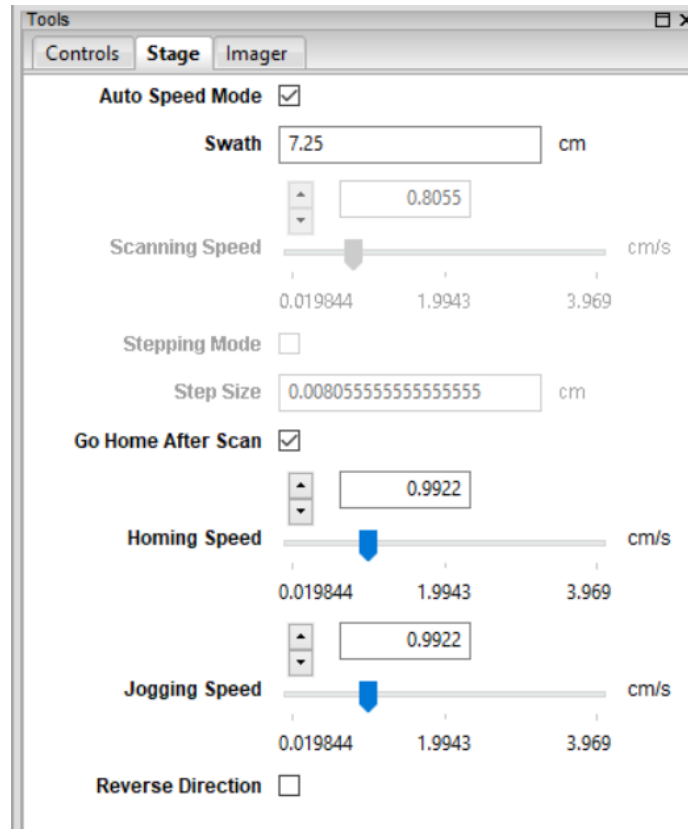 Tools
Controls Stage Imager
Auto Speed Mode
Swath 7.25 cm
0.8055
Scanning Speed cm/s
0.019844 1.9943 3.969
Stepping Mode
Step Size 0.008055555555555555 cm
Go Home After Scan
0.9922
Homing Speed cm/s
0.019844 1.9943 3.969
0.9922
Jogging Speed cm/s
0.019844 1.9943 3.969
Reverse Direction